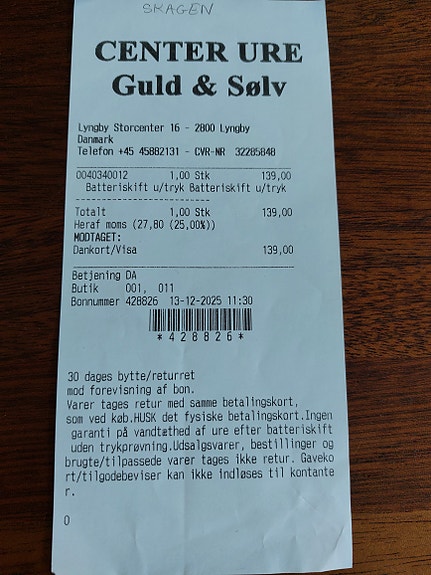 SKAGEN
CENTER URE
Guld & Sølv
Lyngby Storcenter 16 - 2800 Lyngby
Danmark
Telefon +45 45882131 - CVR-NR 32285848
0040340012 1,00 Stk 139,00
Batteriskift u/tryk Batteriskift u/tryk
Totalt 1,00 Stk 139,00
Heraf moms (27,80 (25,00%))
MODTAGET:
Dankort/Visa 139,00
Betjening DA
Butik 001, 011
Bonnummer 428826 13-12-2025 11:30
*428826*
30 dages bytte/returret
mod forevisning af bon.
Varer tages retur med samme betalingskort,
som ved køb.HUSK det fysiske betalingskort.Ingen
garanti på vandtæthed af ure efter batteriskift
uden trykprøvning.Udsalgsvarer, bestillinger og
brugte/tilpassede varer tages ikke retur. Gaveko
rt/tilgodebeviser kan ikke indløses til kontante
r.
0